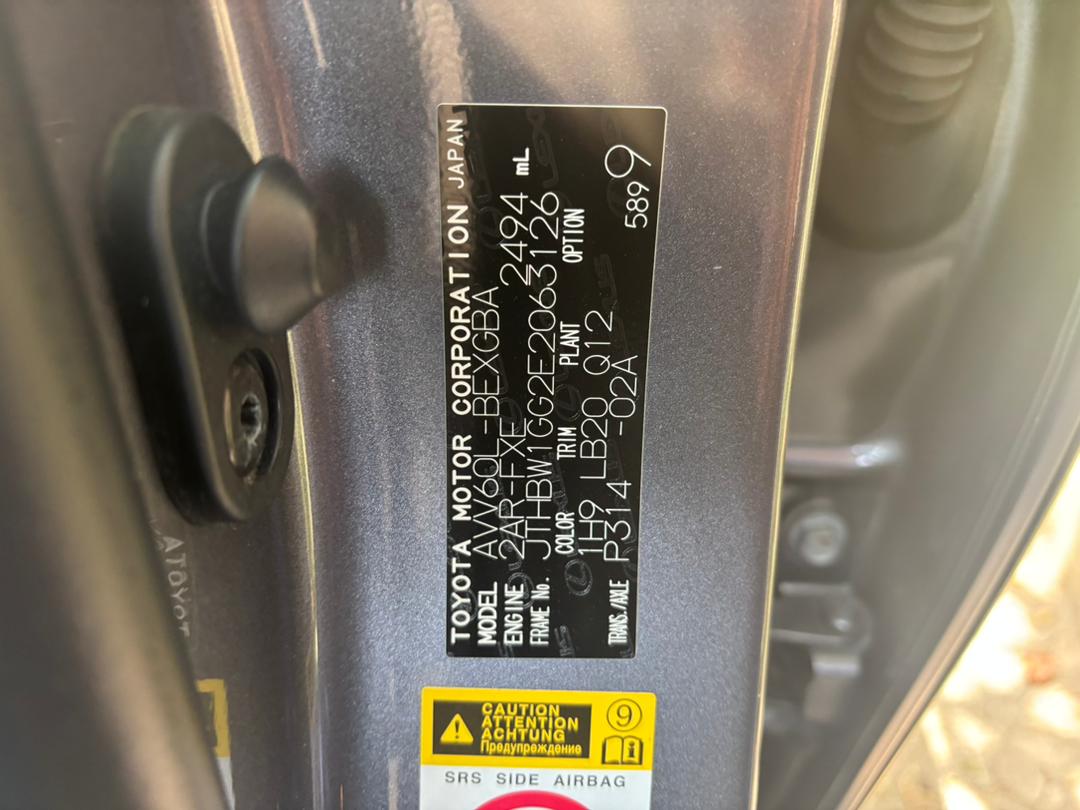 TOYOTA MOTOR CORPORATION JAPAN
MODEL AVV60L-BEXGBA
ENGINE 2AR-FXE 2494 mL
FRAME No. JTHBW1GG2E2063126
COLOR TRIM PLANT OPTION
1H9 LB20 Q12
TRANS./AXLE P314 -02A 589 9
CAUTION
ATTENTION
ACHTUNG
Предупреждение
9
SRS SIDE AIRBAG